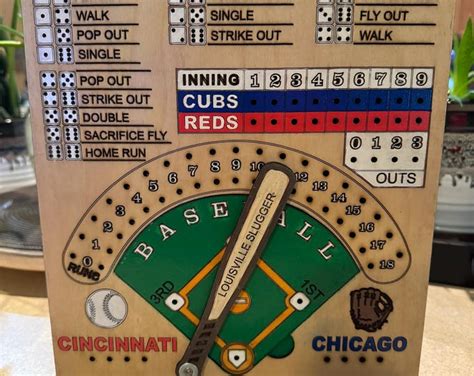 WALK
POP OUT
SINGLE
SINGLE
STRIKE OUT
FLY OUT
OUTS
WALK
POP OUT
STRIKE OUT
DOUBLE
SACRIFICE FLY
HOME RUN
INNING 1 2 3 4 5 6 7 8 9
CUBS
REDS
0 1 2 3
OUTS
RUNS
0 1 2 3 4 5 6 7 8 9 10 12 13 14 15 16 17 18
BASEBALL
LOUISVILLE SLUGGER
3RD
1ST
CINCINNATI
CHICAGO